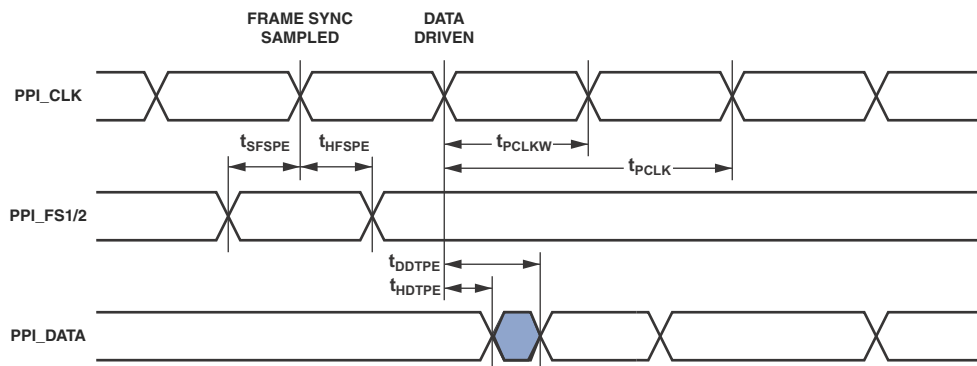 FRAME SYNC
SAMPLED
DATA
DRIVEN
PPI_CLK
tSFSPE
tHFSPE
tPCLKW
tPCLK
PPI_FS1/2
tDDTPE
tHDTPE
PPI_DATA